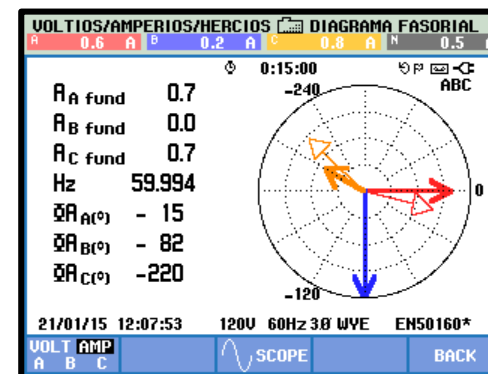 VOLTIOS/AMPERIOS/HERCIOS DIAGRAMA FASORIAL
A 0.6 A B 0.2 A C 0.8 A N 0.5 A
0:15:00
ABC
-240
A A fund 0.7
A B fund 0.0
A C fund 0.7
Hz 59.994
ΦA A(°) - 15
ΦA B(°) - 82
ΦA C(°) -220
0
-120
21/01/15 12:07:53 120V 60Hz 3Ø WYE EN50160*
VOLT AMP
A B C
SCOPE
BACK